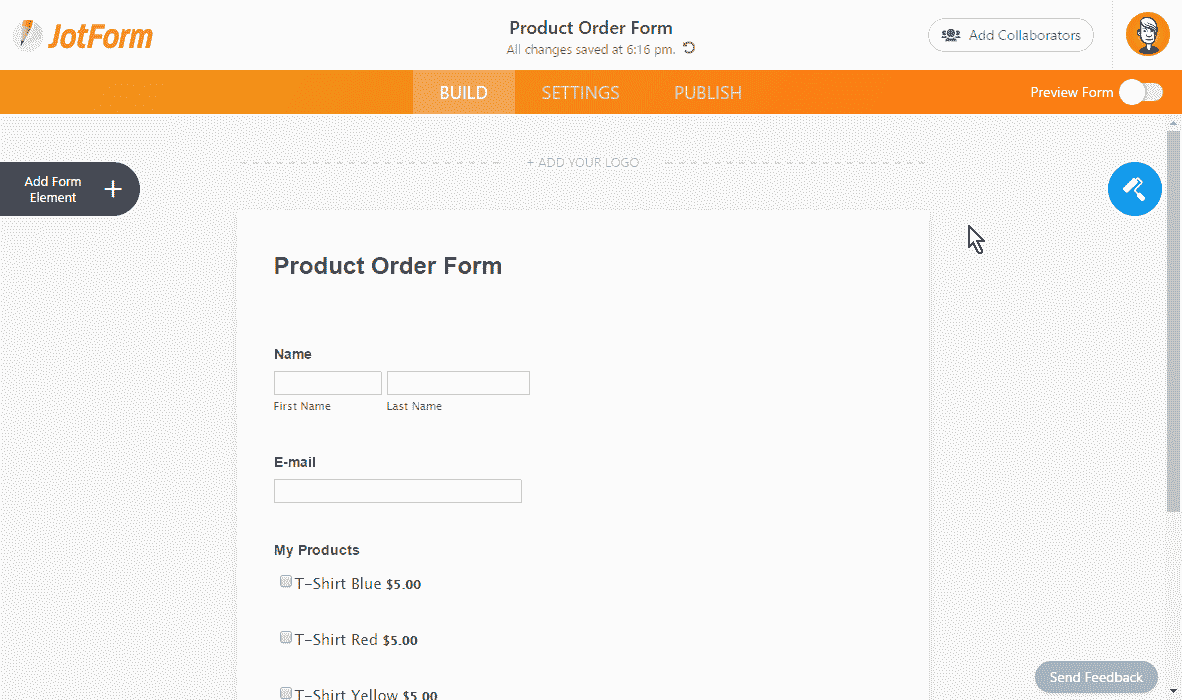 JotForm
Product Order Form
All changes saved at 6:16 pm.
Add Collaborators
BUILD
SETTINGS
PUBLISH
Preview Form
Add Form
Element
+ ADD YOUR LOGO
Product Order Form
Name
First Name
Last Name
E-mail
My Products
T-Shirt Blue $5.00
T-Shirt Red $5.00
T-Shirt Yellow $5.00
Send Feedback